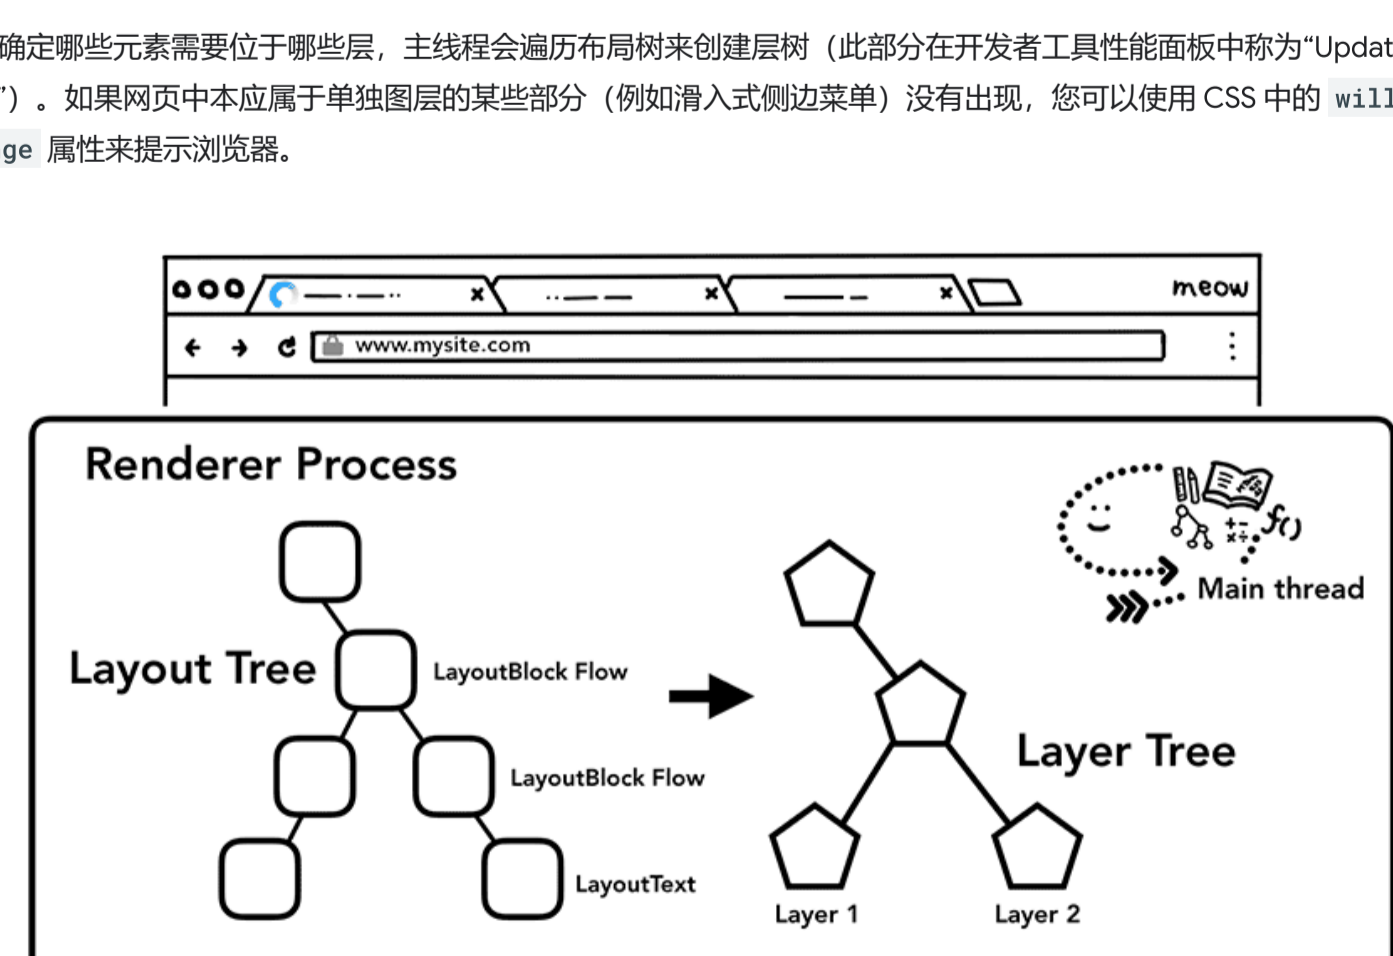 确定哪些元素需要位于哪些层，主线程会遍历布局树来创建层树（此部分在开发者工具性能面板中称为“Updat
”）。如果网页中本应属于单独图层的某些部分（例如滑入式侧边菜单）没有出现，您可以使用 CSS 中的 will
ge 属性来提示浏览器。
meow
www.mysite.com
Renderer Process
f()
Main thread
Layout Tree
LayoutBlock Flow
Layer Tree
LayoutBlock Flow
LayoutText
Layer 1
Layer 2